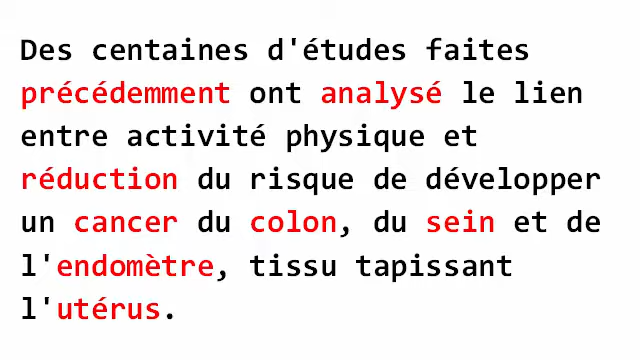 Des centaines d'études faites
précédemment ont analysé le lien
entre activité physique et
réduction du risque de développer
un cancer du colon, du sein et de
l'endomètre, tissu tapissant
l'utérus.